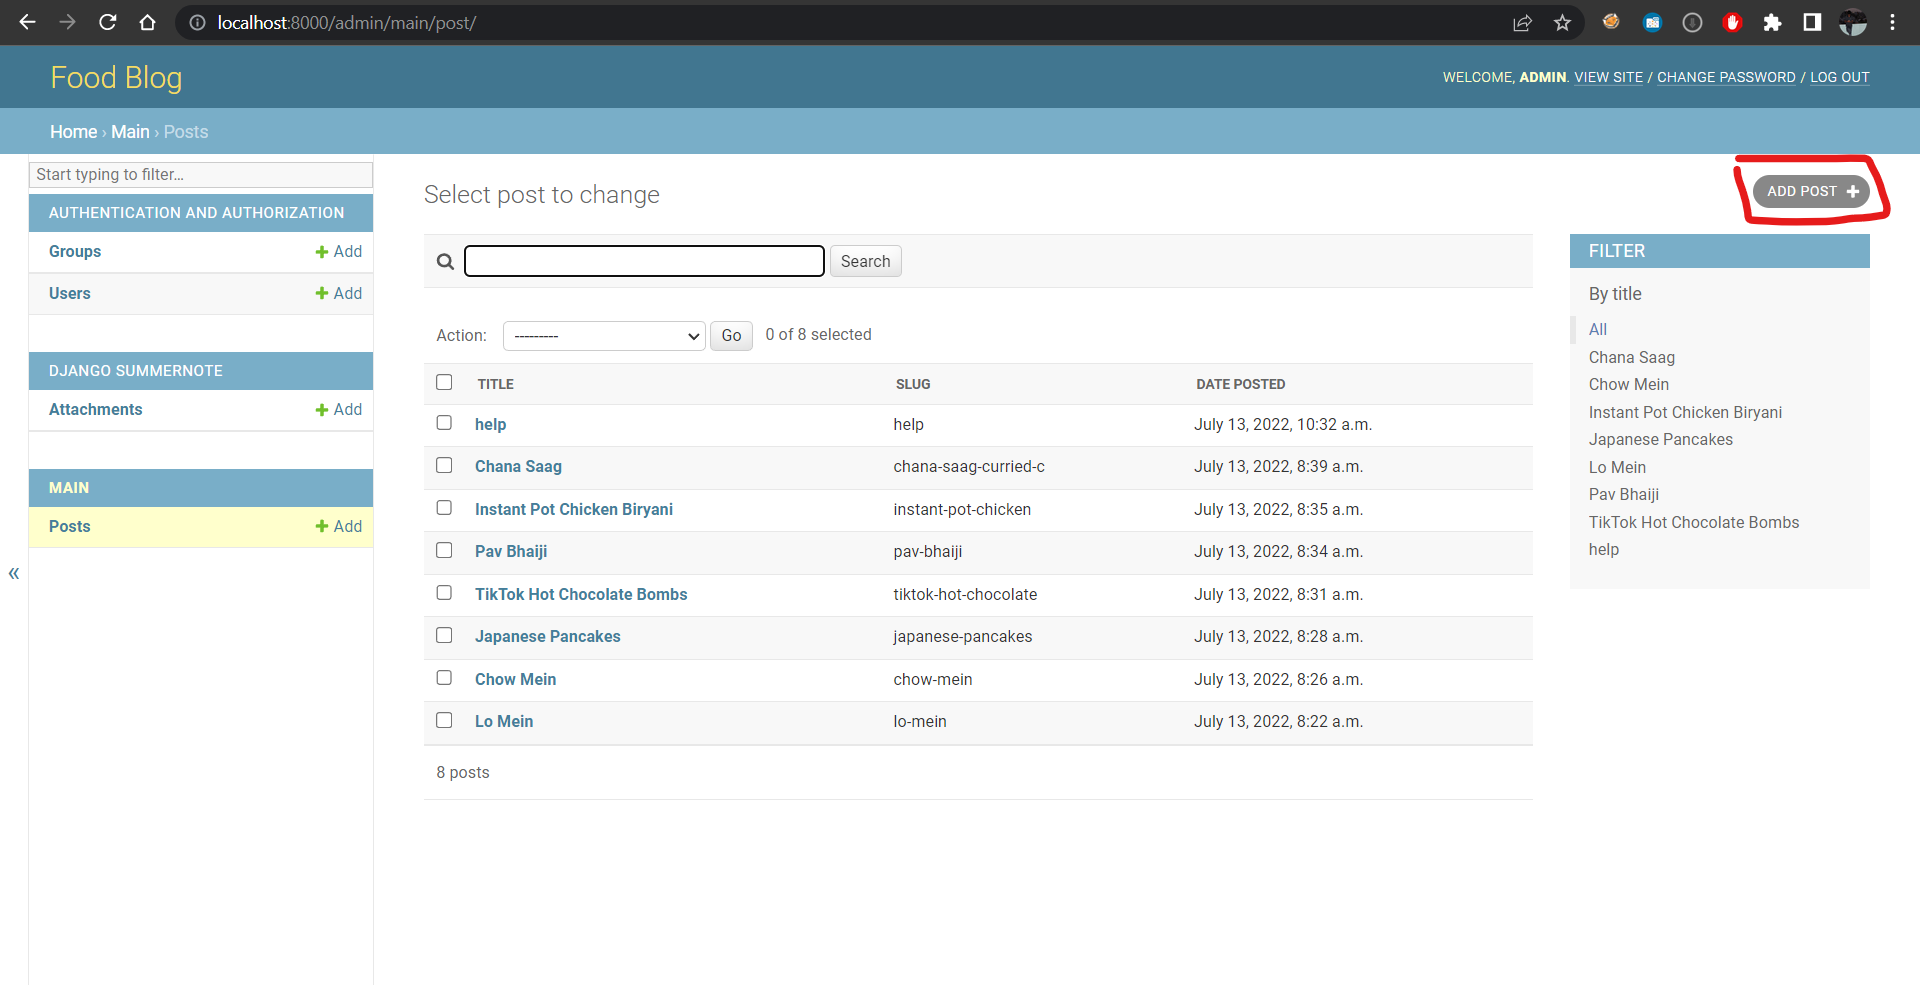 localhost:8000/admin/main/post/
Food Blog
WELCOME, ADMIN. VIEW SITE / CHANGE PASSWORD / LOG OUT
Home › Main › Posts
Start typing to filter...
AUTHENTICATION AND AUTHORIZATION
Groups + Add
Users + Add
DJANGO SUMMERNOTE
Attachments + Add
MAIN
Posts + Add
«
Select post to change
ADD POST +
Search
Action: --------- Go 0 of 8 selected
TITLE SLUG DATE POSTED
help help July 13, 2022, 10:32 a.m.
Chana Saag chana-saag-curried-c July 13, 2022, 8:39 a.m.
Instant Pot Chicken Biryani instant-pot-chicken July 13, 2022, 8:35 a.m.
Pav Bhaiji pav-bhaiji July 13, 2022, 8:34 a.m.
TikTok Hot Chocolate Bombs tiktok-hot-chocolate July 13, 2022, 8:31 a.m.
Japanese Pancakes japanese-pancakes July 13, 2022, 8:28 a.m.
Chow Mein chow-mein July 13, 2022, 8:26 a.m.
Lo Mein lo-mein July 13, 2022, 8:22 a.m.
8 posts
FILTER
By title
All
Chana Saag
Chow Mein
Instant Pot Chicken Biryani
Japanese Pancakes
Lo Mein
Pav Bhaiji
TikTok Hot Chocolate Bombs
help